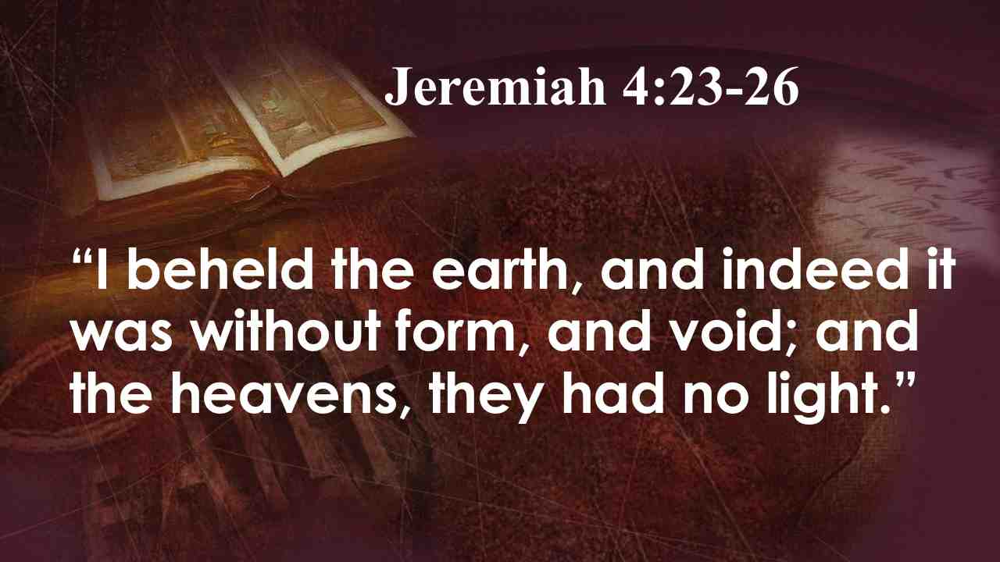 Jeremiah 4:23-26
“I beheld the earth, and indeed it
was without form, and void; and
the heavens, they had no light.”